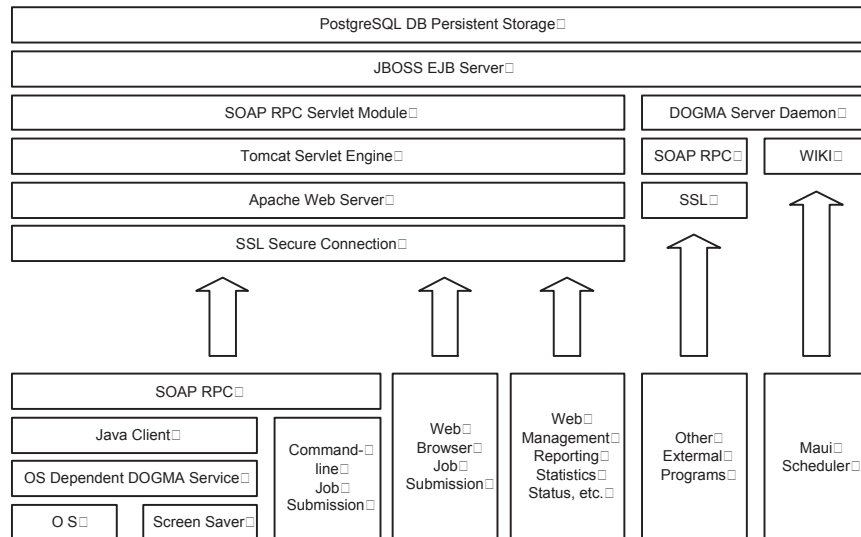 PostgreSQL DB Persistent Storage
JBOSS EJB Server
SOAP RPC Servlet Module
DOGMA Server Daemon
Tomcat Servlet Engine
SOAP RPC
WIKI
Apache Web Server
SSL
SSL Secure Connection
SOAP RPC
Java Client
OS Dependent DOGMA Service
O S
Screen Saver
Command-
line
Job
Submission
Web
Browser
Job
Submission
Web
Management
Reporting
Statistics
Status, etc.
Other
Extermal
Programs
Maui
Scheduler